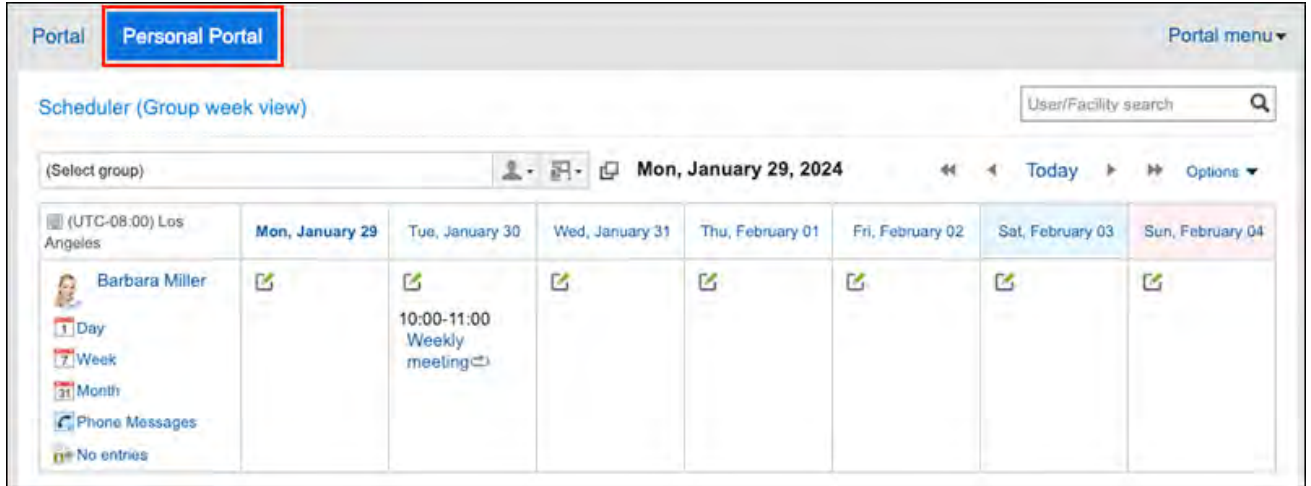 Portal Personal Portal Portal menu
Scheduler (Group week view) User/Facility search
(Select group) Mon, January 29, 2024 Today Options
(UTC-08:00) Los Angeles Mon, January 29 Tue, January 30 Wed, January 31 Thu, February 01 Fri, February 02 Sat, February 03 Sun, February 04
Barbara Miller
10:00-11:00
1 Day
Weekly
7 Week
meeting
31 Month
Phone Messages
No entries